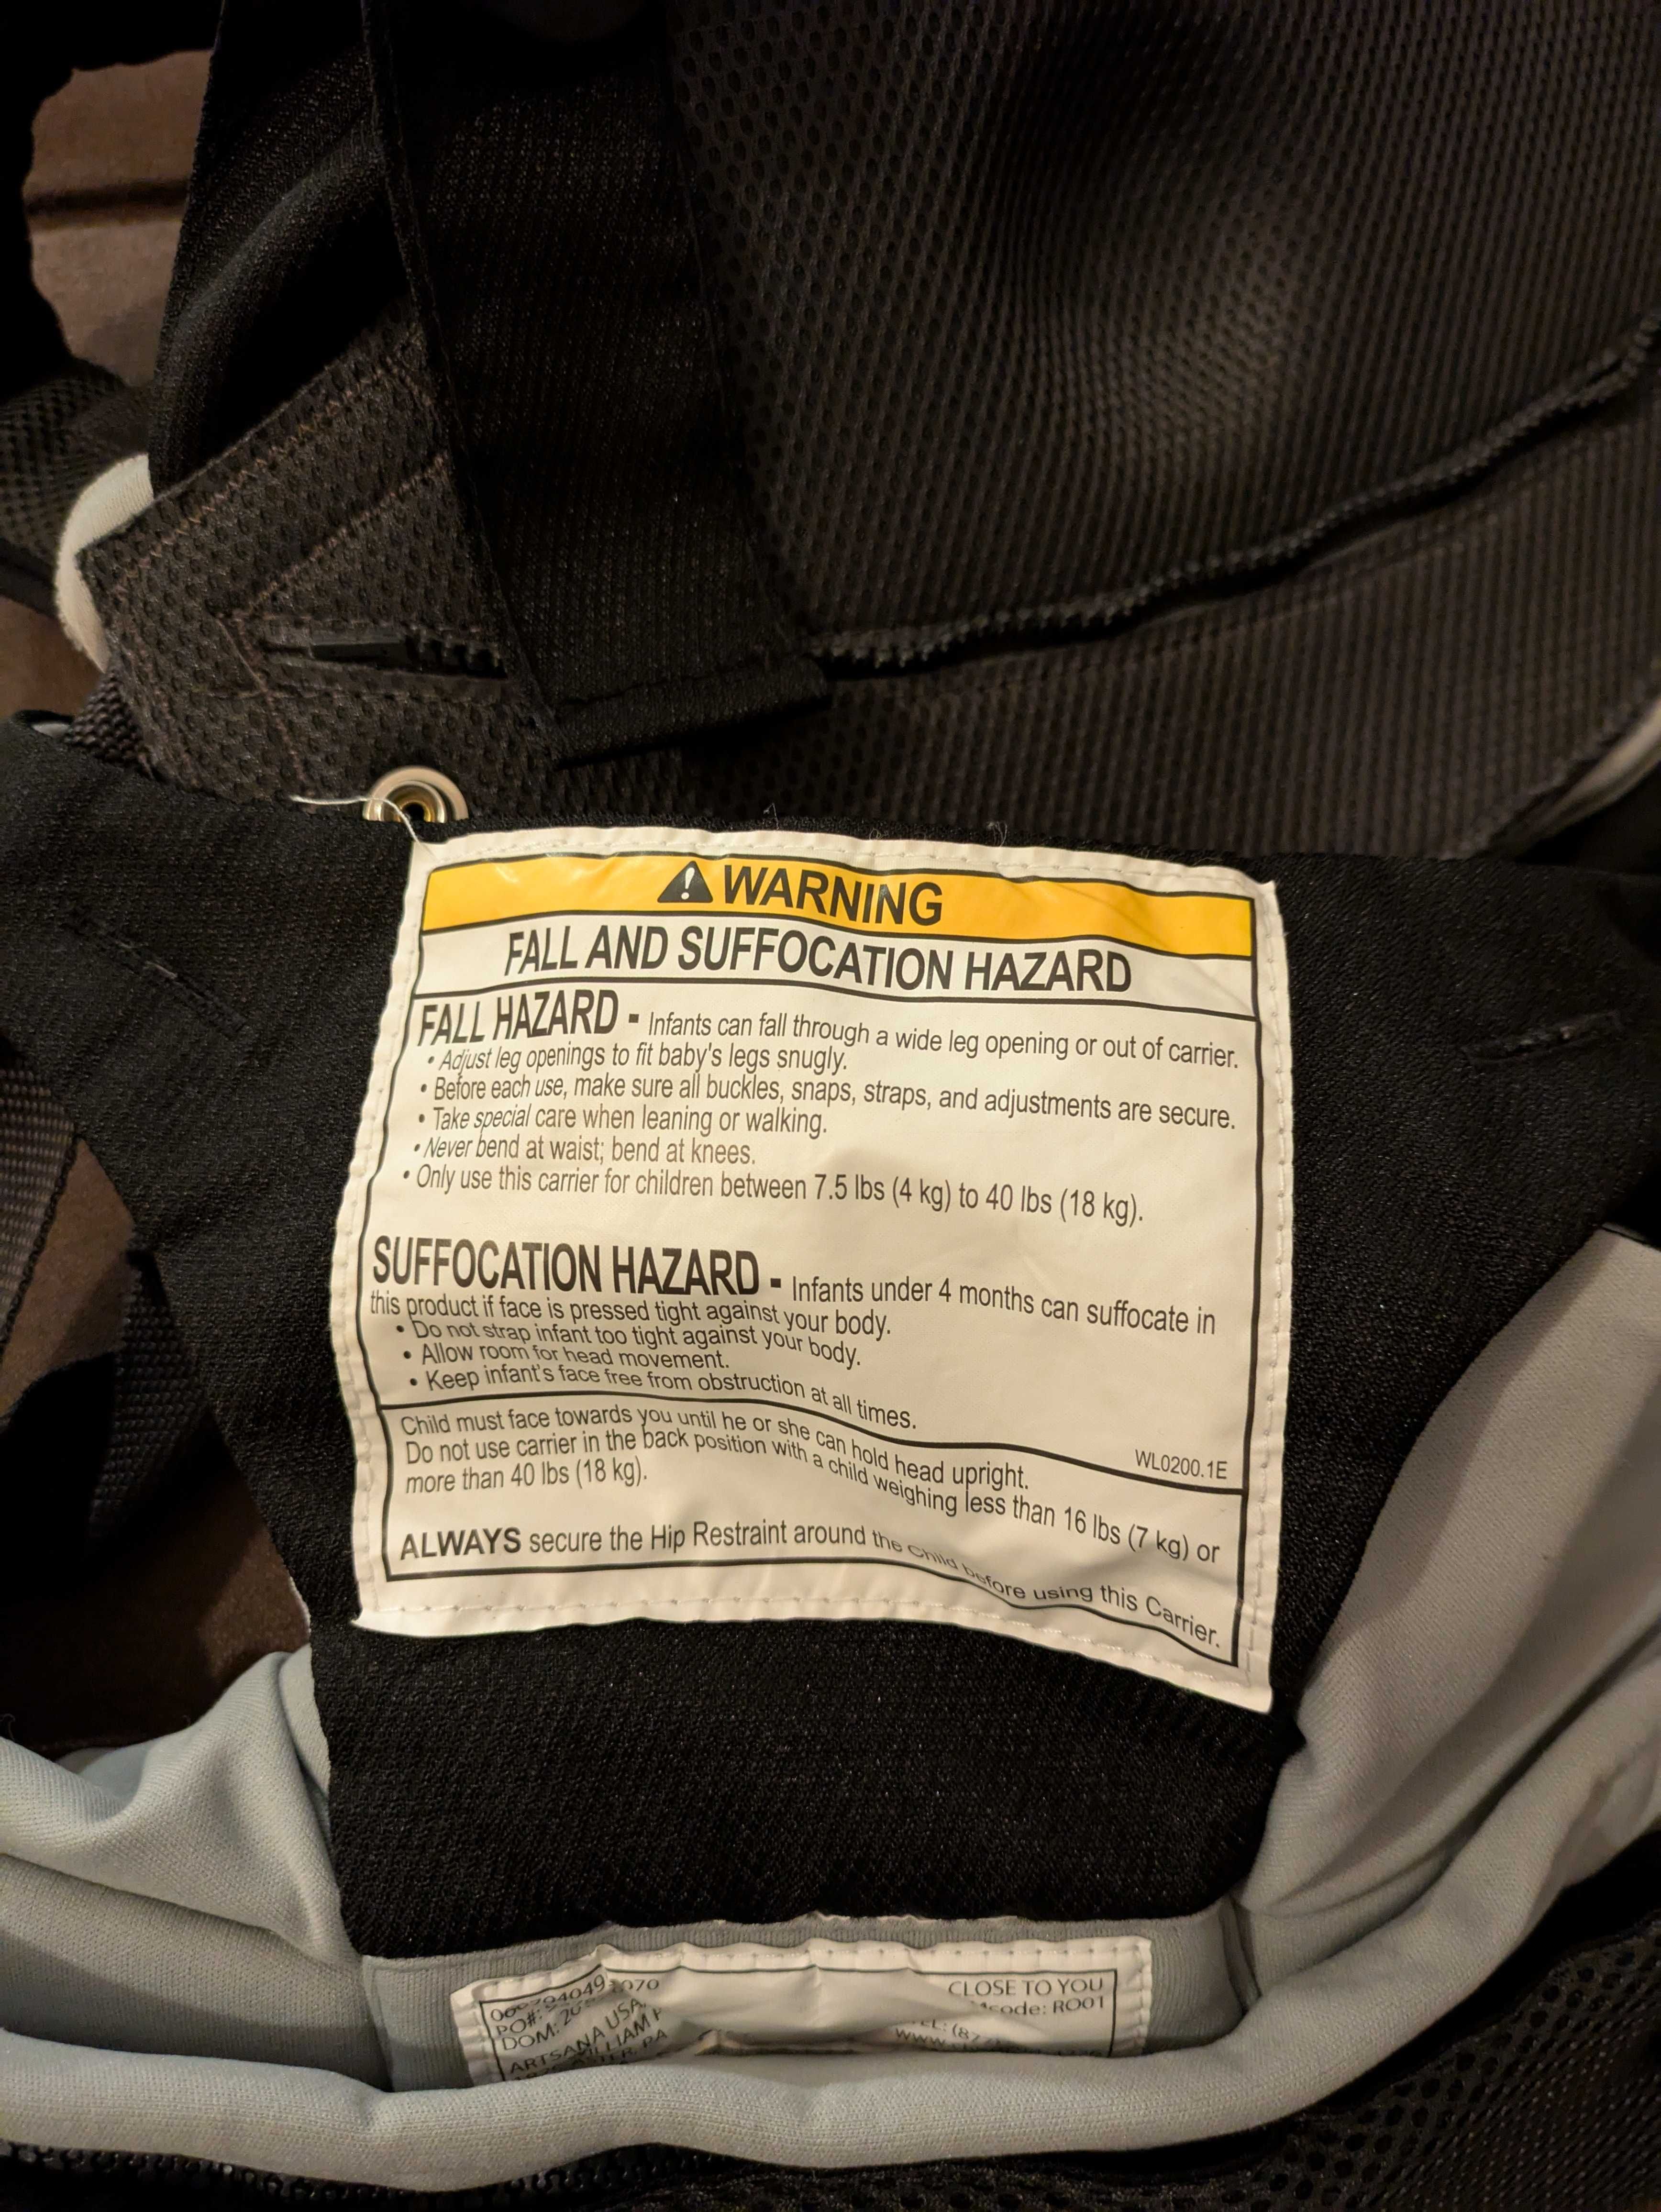 WARNING
FALL AND SUFFOCATION HAZARD
FALL HAZARD - Infants can fall through a wide leg opening or out of carrier.
• Adjust leg openings to fit baby's legs snugly.
• Before each use, make sure all buckles, snaps, straps, and adjustments are secure.
• Take special care when leaning or walking.
• Never bend at waist; bend at knees.
• Only use this carrier for children between 7.5 lbs (4 kg) to 40 lbs (18 kg).
SUFFOCATION HAZARD - Infants under 4 months can suffocate in
this product if face is pressed tight against your body.
• Do not strap infant too tight against your body.
• Allow room for head movement.
• Keep infant's face free from obstruction at all times.
WL0200.1E
Child must face towards you until he or she can hold head upright.
Do not use carrier in the back position with a child weighing less than 16 lbs (7 kg) or
more than 40 lbs (18 kg).
ALWAYS secure the Hip Restraint around the Child before using this Carrier.
CLOSE TO YOU
PO#:
RO01
DOM:
ARTSANA USA,